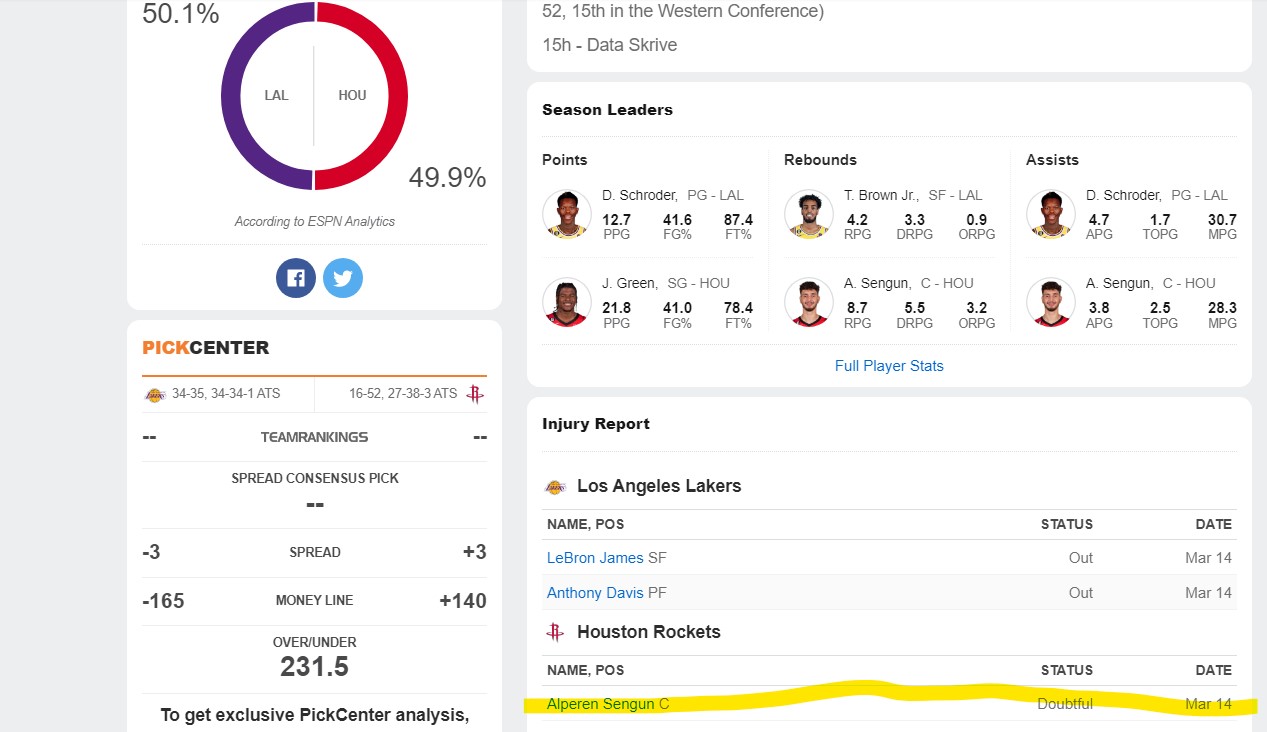 50.1%
LAL
HOU
49.9%
According to ESPN Analytics
PICKCENTER
34-35, 34-34-1 ATS
16-52, 27-38-3 ATS
-- TEAMRANKINGS --
SPREAD CONSENSUS PICK
--
-3 SPREAD +3
-165 MONEY LINE +140
OVER/UNDER
231.5
To get exclusive PickCenter analysis,
52, 15th in the Western Conference)
15h - Data Skrive
Season Leaders
Points
D. Schroder, PG - LAL
12.7 41.6 87.4
PPG FG% FT%
J. Green, SG - HOU
21.8 41.0 78.4
PPG FG% FT%
Rebounds
T. Brown Jr., SF - LAL
4.2 3.3 0.9
RPG DRPG ORPG
A. Sengun, C - HOU
8.7 5.5 3.2
RPG DRPG ORPG
Assists
D. Schroder, PG - LAL
4.7 1.7 30.7
APG TOPG MPG
A. Sengun, C - HOU
3.8 2.5 28.3
APG TOPG MPG
Full Player Stats
Injury Report
Los Angeles Lakers
NAME, POS STATUS DATE
LeBron James SF Out Mar 14
Anthony Davis PF Out Mar 14
Houston Rockets
NAME, POS STATUS DATE
Alperen Sengun C Doubtful Mar 14